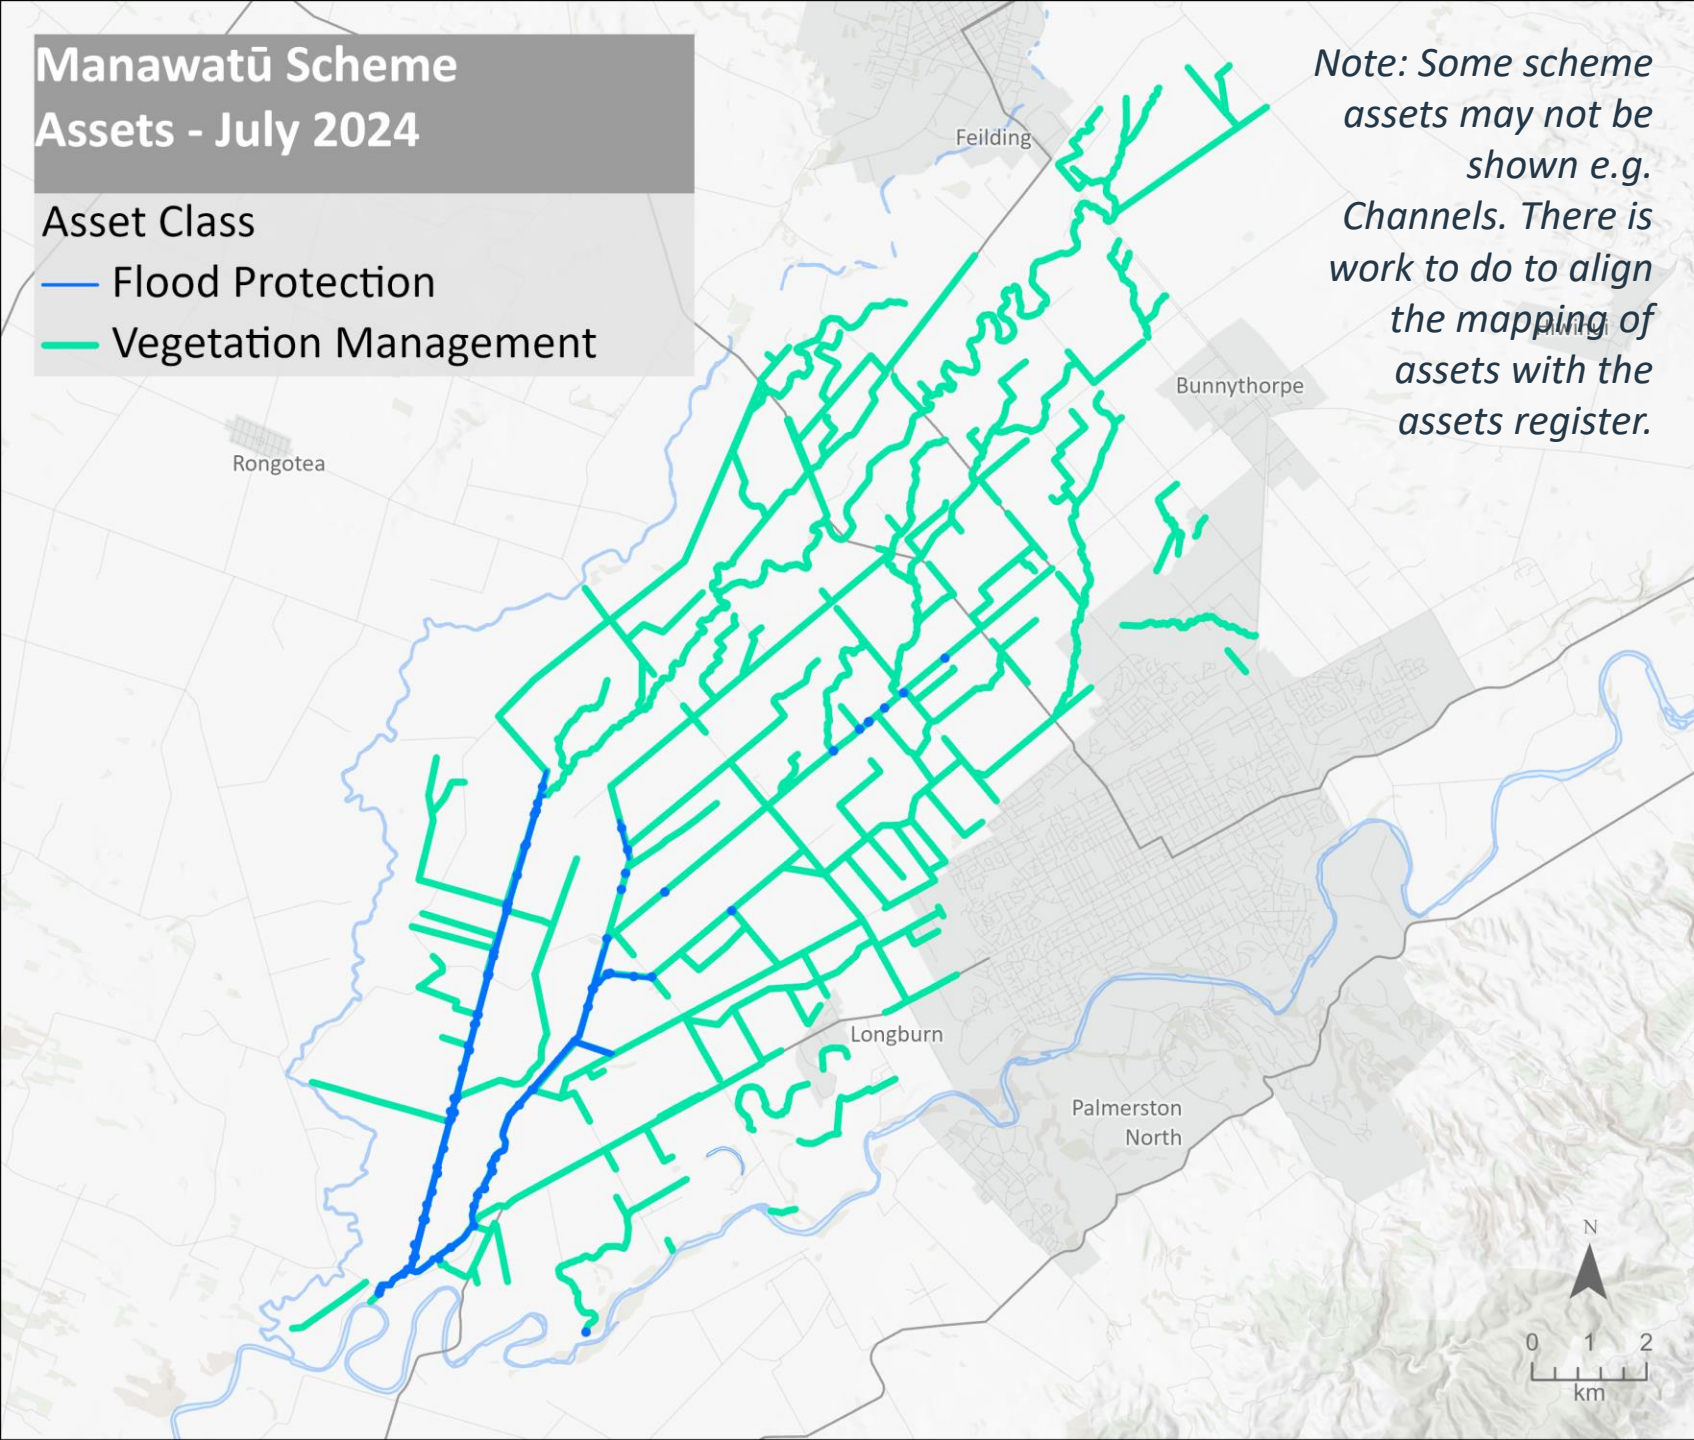 Manawatū Scheme
Assets - July 2024
Asset Class
Flood Protection
Vegetation Management
Note: Some scheme
assets may not be
shown e.g.
Channels. There is
work to do to align
the mapping of
assets with the
assets register.
Feilding
Hiwinui
Bunnythorpe
Rongotea
Longburn
Palmerston
North
N
0 1 2
km